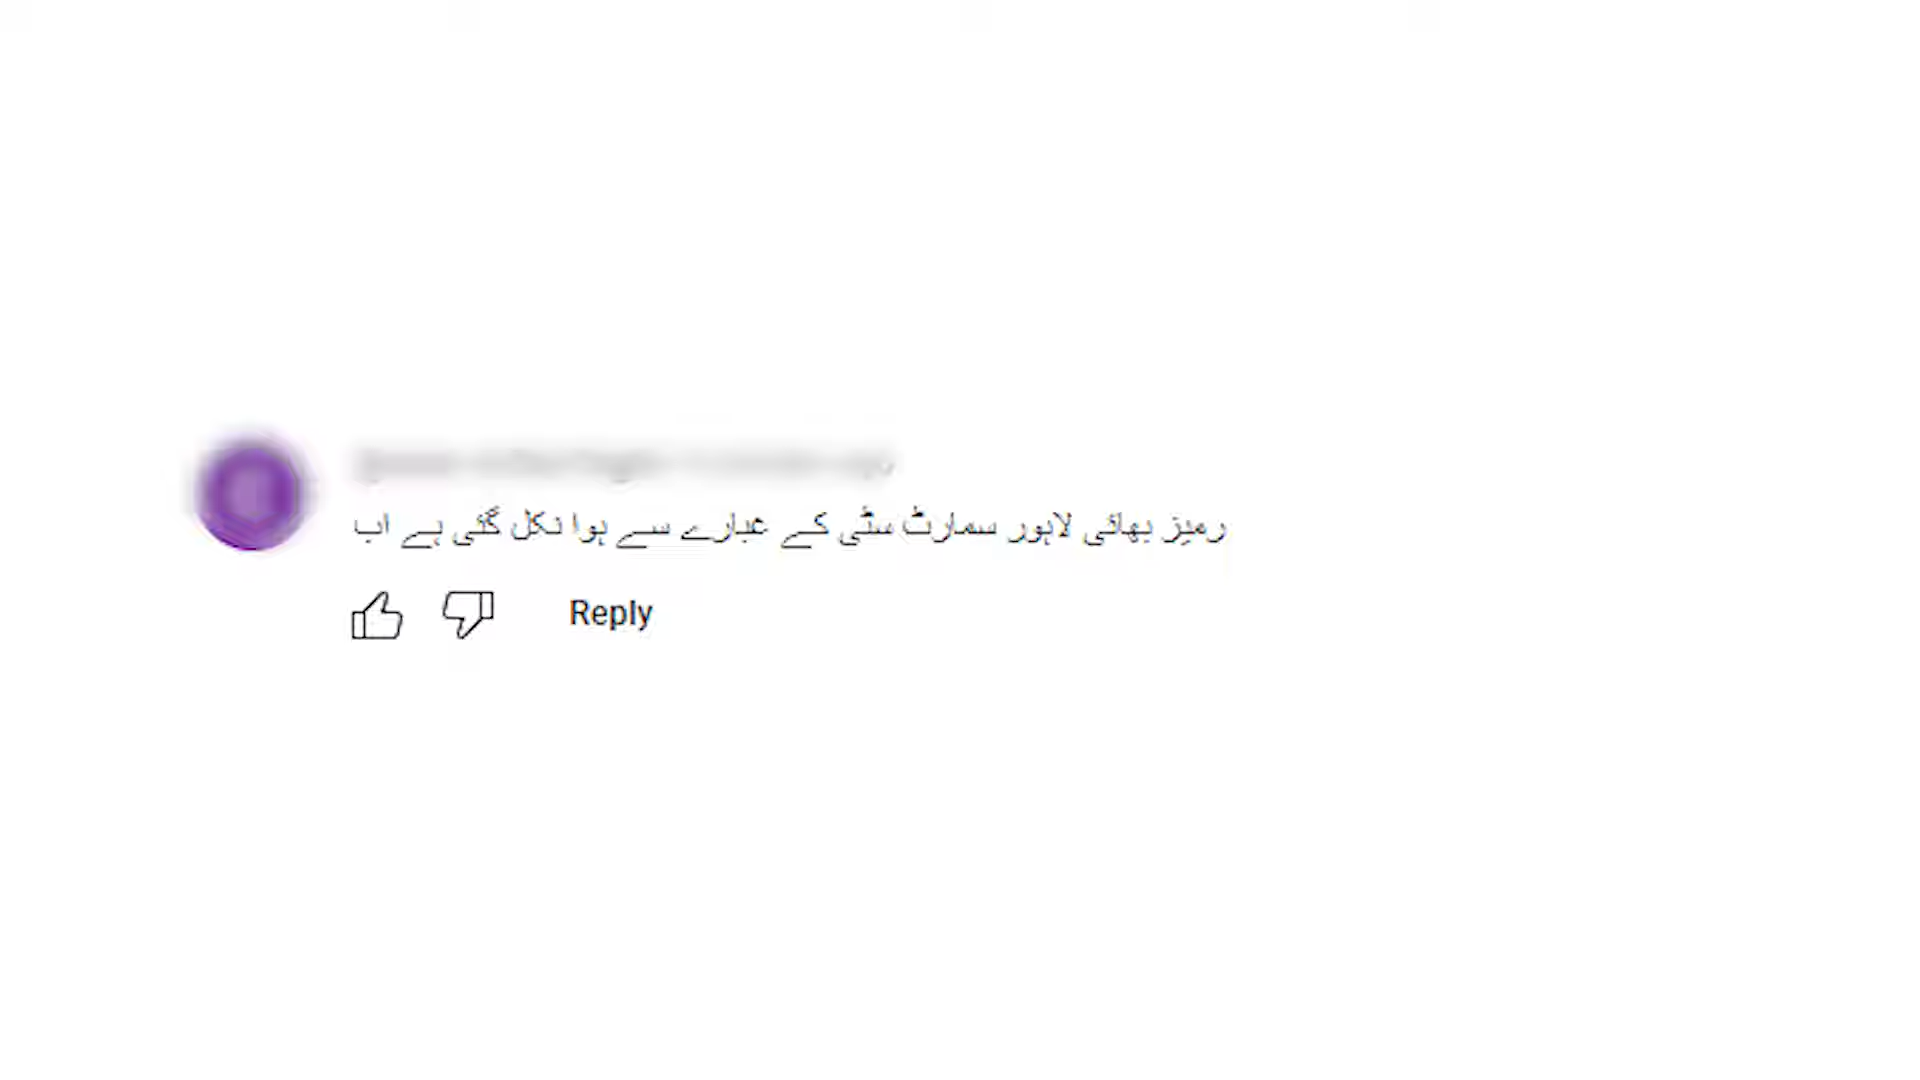 رمیز بھائی لاہور سمارٹ سٹی کے غبارے سے ہوا نکل گئی ہے اب
Reply